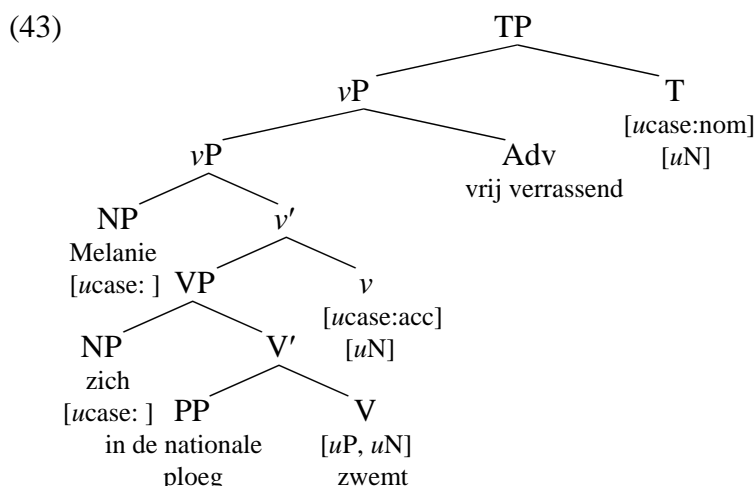 (43)
TP
vP
T
[ucase:nom]
[uN]
vP
Adv
vrij verrassend
NP
v′
Melanie
[ucase: ]
VP
v
[ucase:acc]
[uN]
NP
V′
zich
[ucase: ]
PP
V
in de nationale
ploeg
[uP, uN]
zwemt